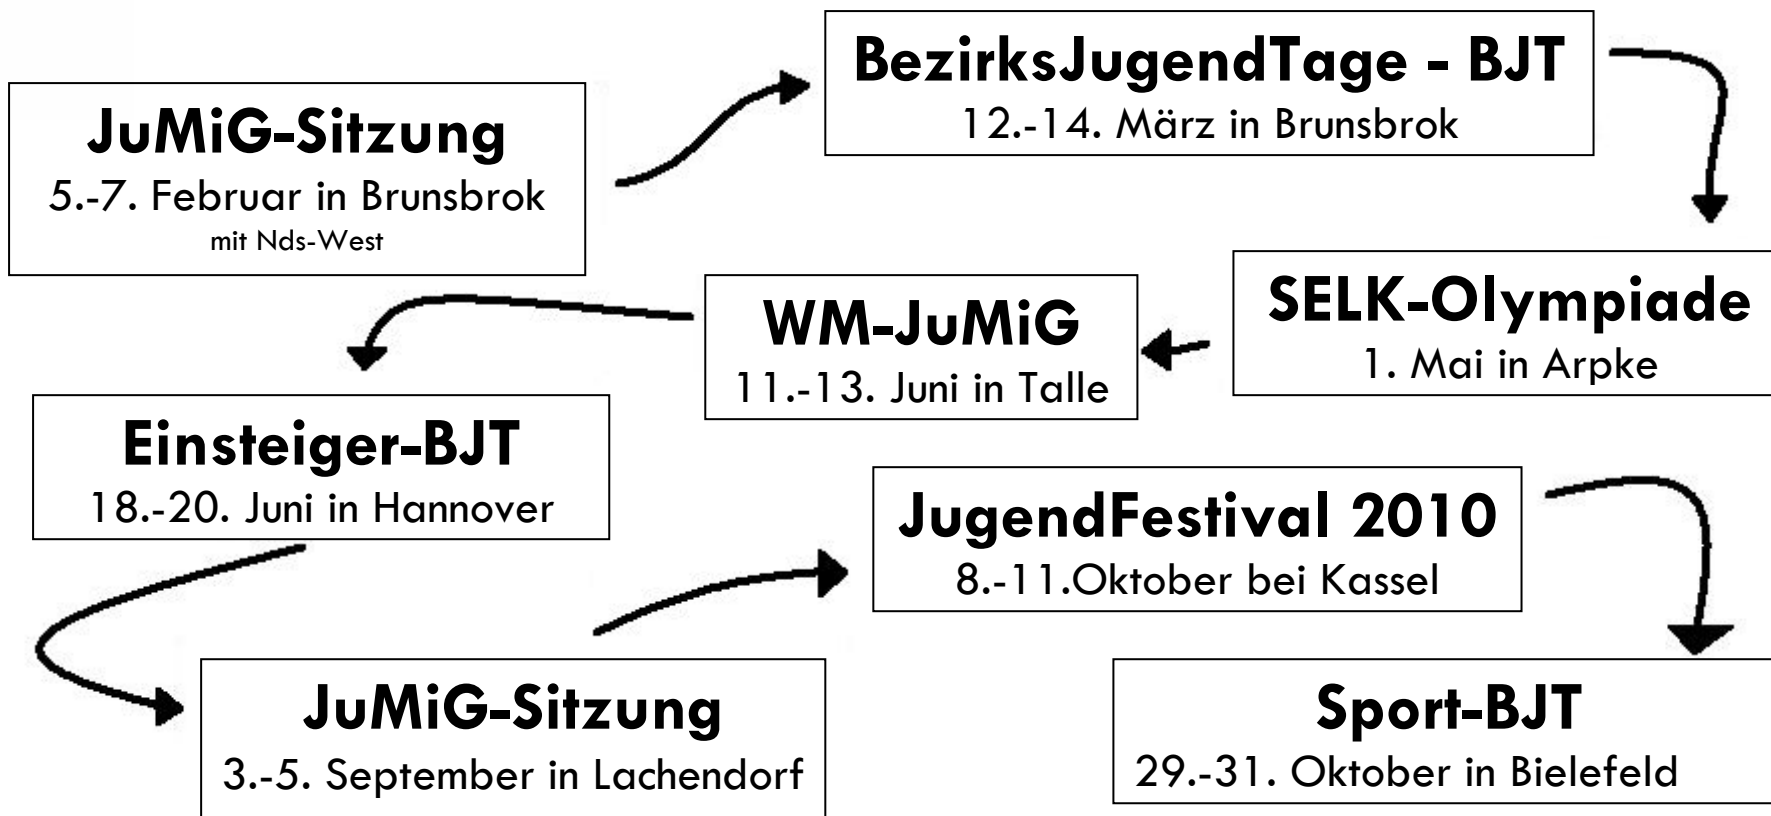 JuMiG-Sitzung
5.-7. Februar in Brunsbrok
mit Nds-West
BezirksJugendTage - BJT
12.-14. März in Brunsbrok
SELK-Olympiade
1. Mai in Arpke
WM-JuMiG
11.-13. Juni in Talle
Einsteiger-BJT
18.-20. Juni in Hannover
JuMiG-Sitzung
3.-5. September in Lachendorf
JugendFestival 2010
8.-11.Oktober bei Kassel
Sport-BJT
29.-31. Oktober in Bielefeld